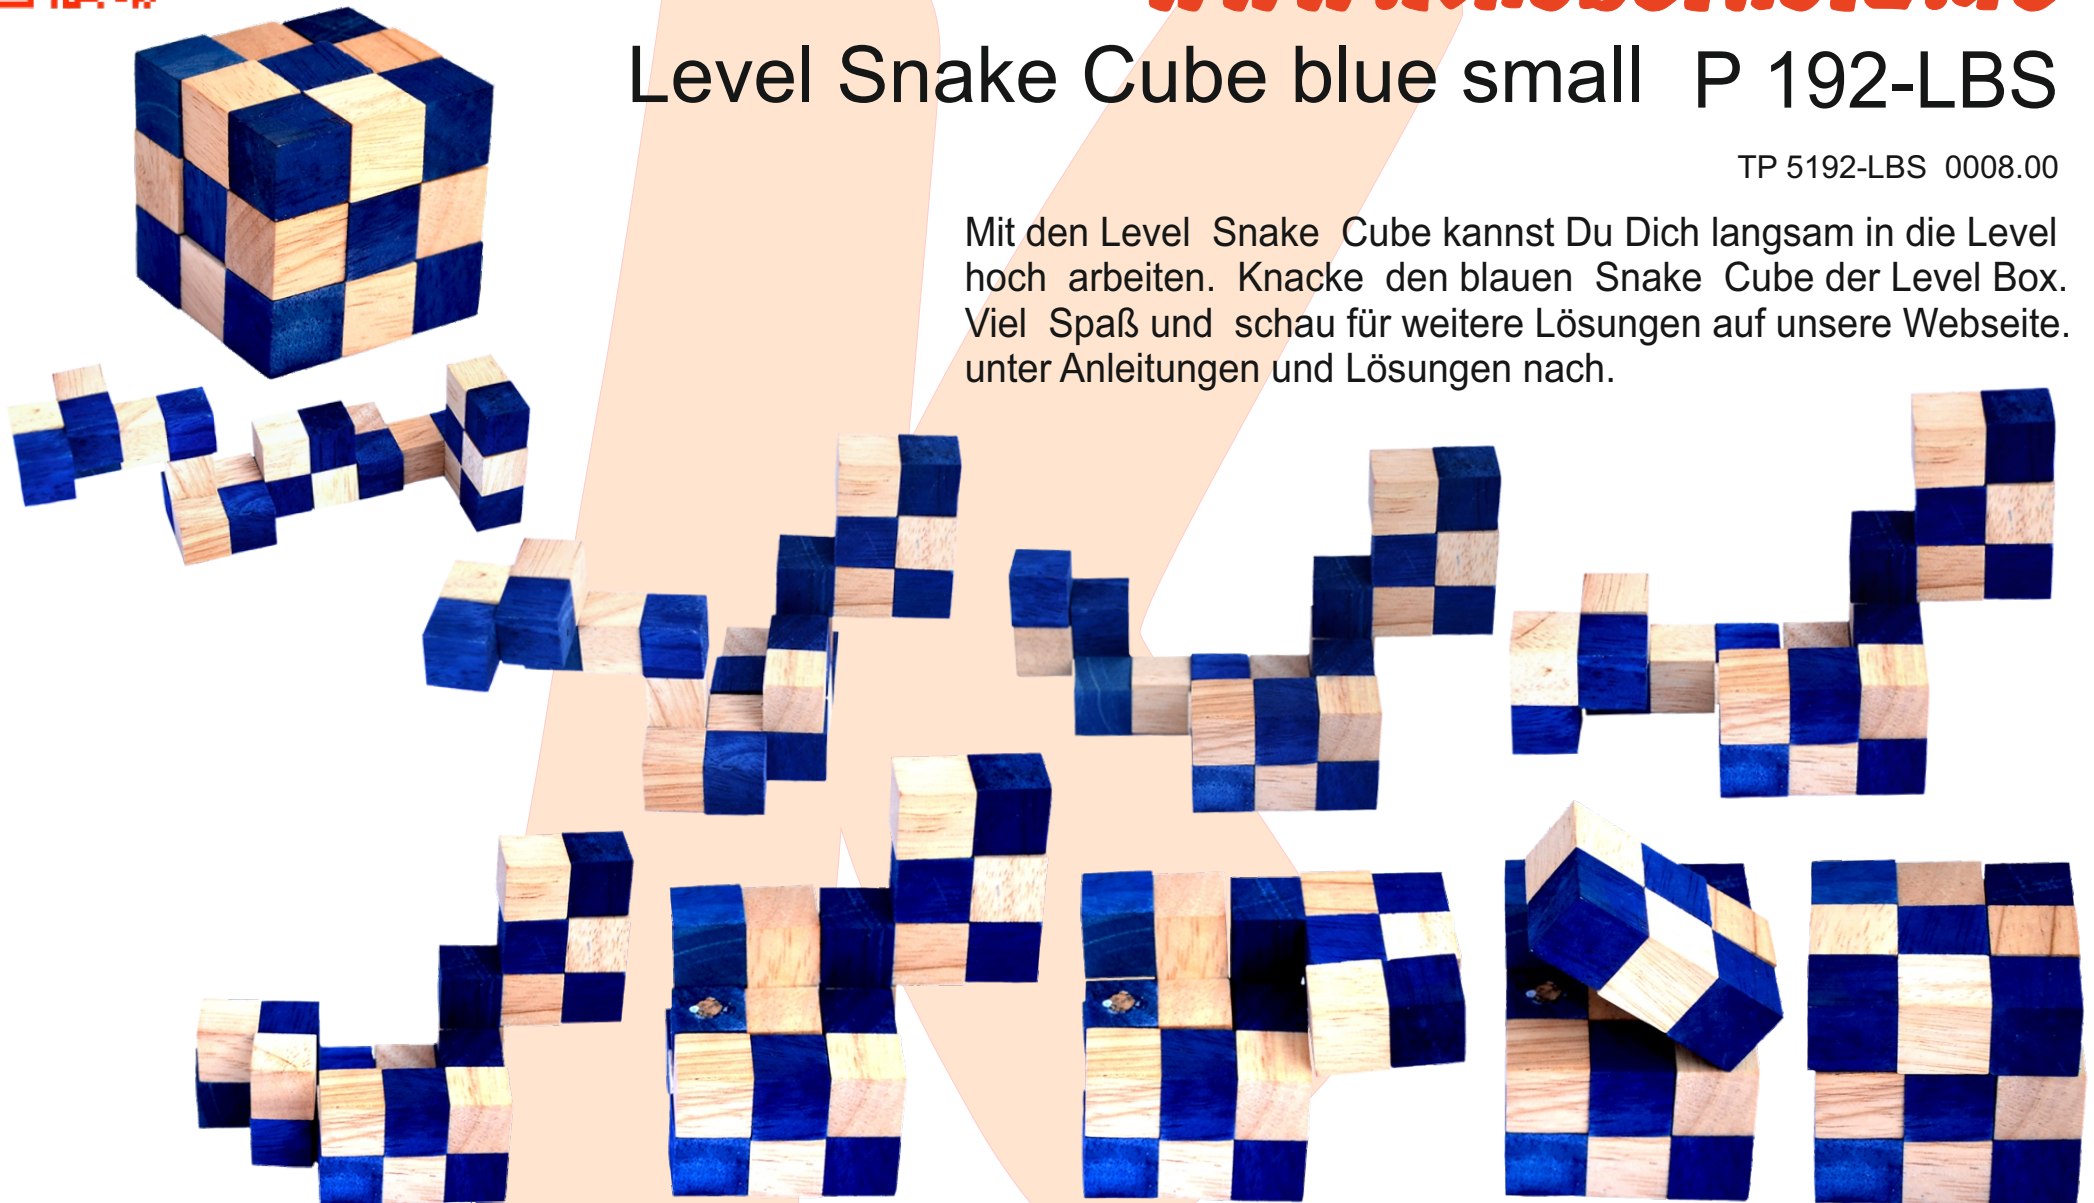 Level Snake Cube blue small P 192-LBS
TP 5192-LBS 0008.00
Mit den Level Snake Cube kannst Du Dich langsam in die Level
hoch arbeiten. Knacke den blauen Snake Cube der Level Box.
Viel Spaß und schau für weitere Lösungen auf unsere Webseite.
unter Anleitungen und Lösungen nach.